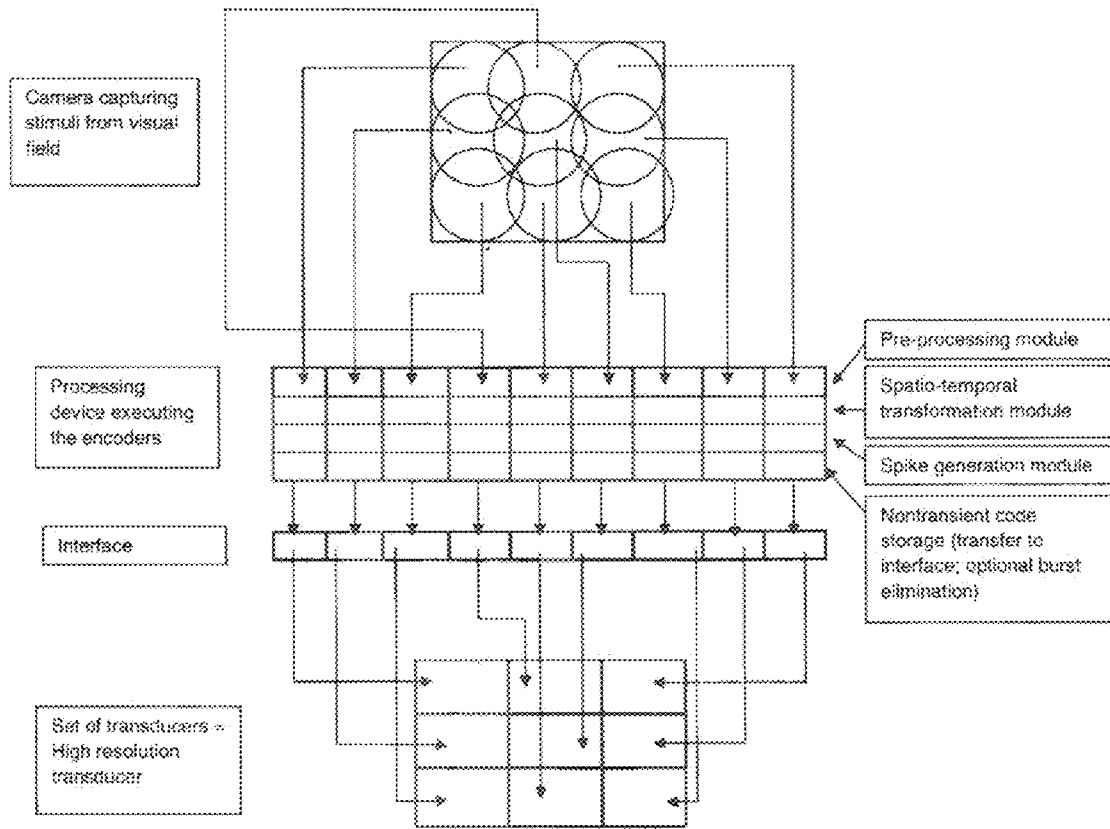 Camera capturing
stimuli from visual
field
Processing
device executing
the encoders
Pre-processing module
Spatio-temporal
transformation module
Spike generation module
Nontransient code
storage (transfer to
interface; optional burst
elimination)
Interface
Set of transducers =
High resolution
transducer